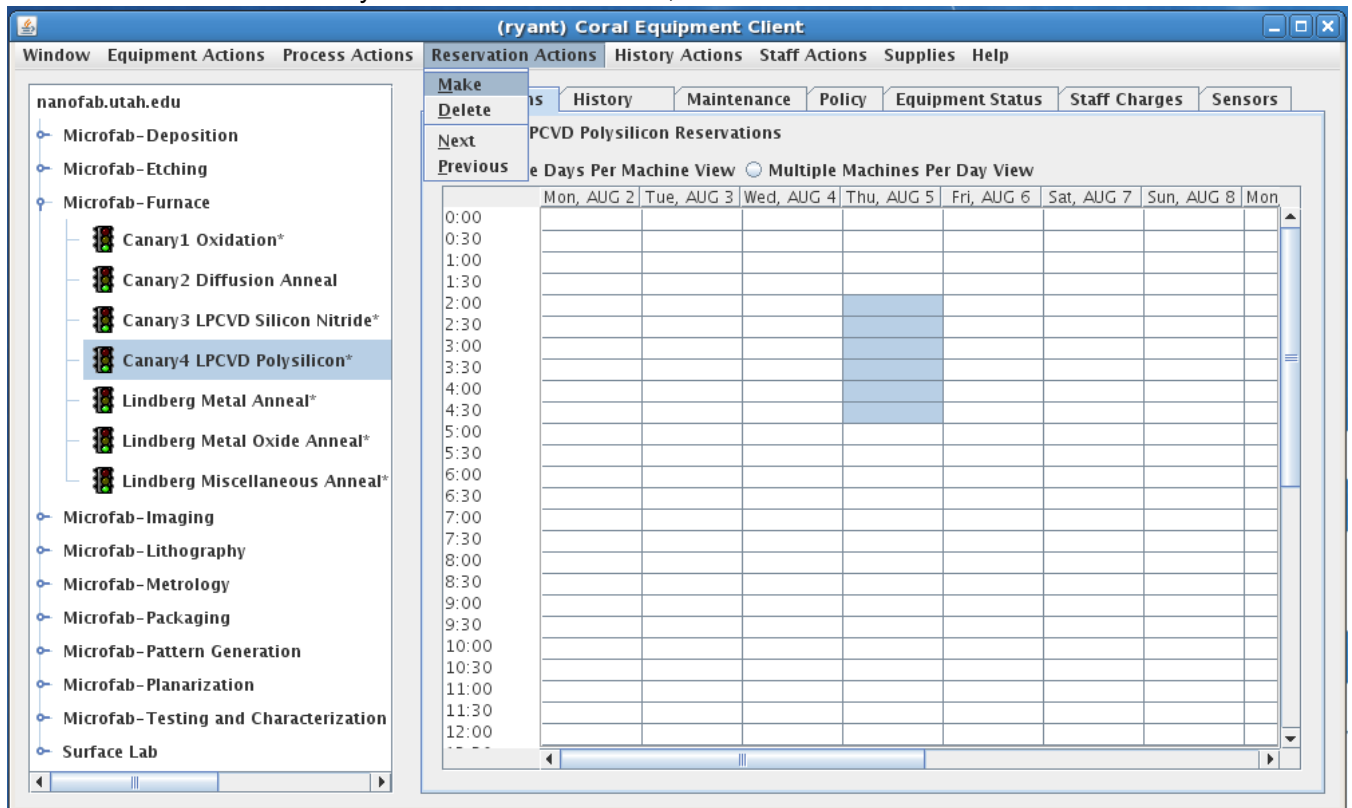 (ryant) Coral Equipment Client
Window Equipment Actions Process Actions Reservation Actions History Actions Staff Actions Supplies Help
Make
Delete
Next
Previous
nanofab.utah.edu
Microfab-Deposition
Microfab-Etching
Microfab-Furnace
Canary1 Oxidation*
Canary2 Diffusion Anneal
Canary3 LPCVD Silicon Nitride*
Canary4 LPCVD Polysilicon*
Lindberg Metal Anneal*
Lindberg Metal Oxide Anneal*
Lindberg Miscellaneous Anneal*
Microfab-Imaging
Microfab-Lithography
Microfab-Metrology
Microfab-Packaging
Microfab-Pattern Generation
Microfab-Planarization
Microfab-Testing and Characterization
Surface Lab
ns History Maintenance Policy Equipment Status Staff Charges Sensors
PCVD Polysilicon Reservations
e Days Per Machine View Multiple Machines Per Day View
Mon, AUG 2 Tue, AUG 3 Wed, AUG 4 Thu, AUG 5 Fri, AUG 6 Sat, AUG 7 Sun, AUG 8 Mon
0:00
0:30
1:00
1:30
2:00
2:30
3:00
3:30
4:00
4:30
5:00
5:30
6:00
6:30
7:00
7:30
8:00
8:30
9:00
9:30
10:00
10:30
11:00
11:30
12:00